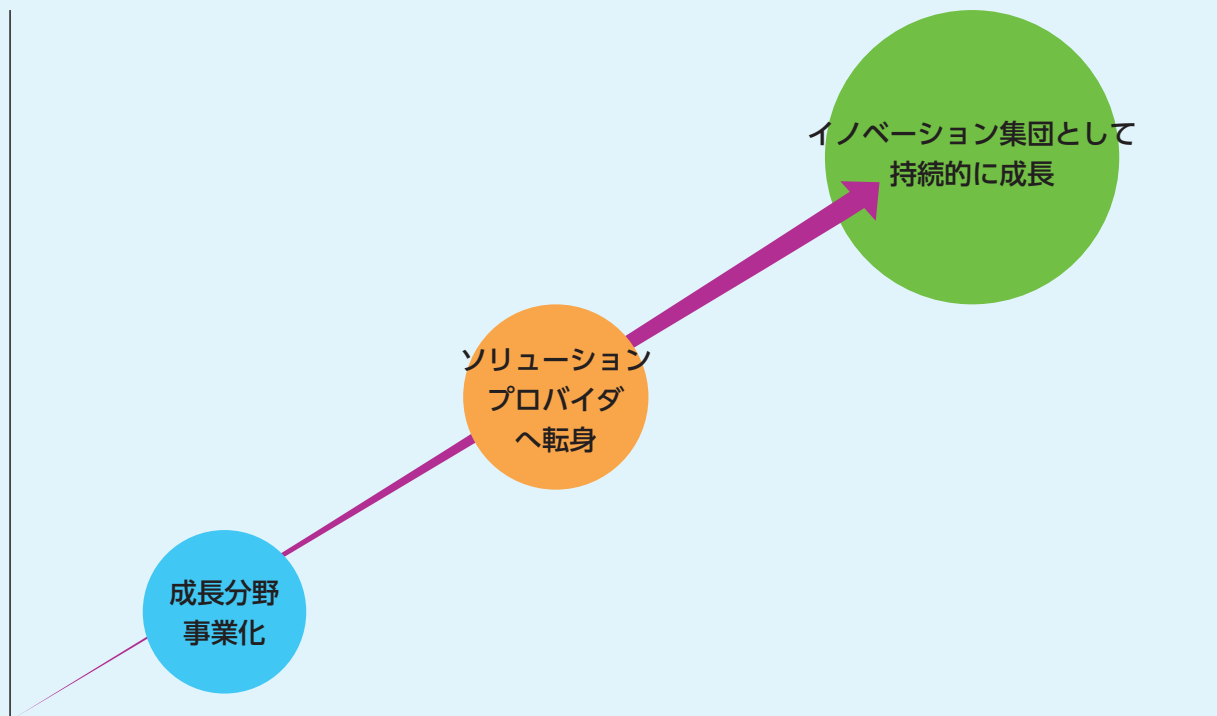 イノベーション集団として
持続的に成長
ソリューション
プロバイダ
へ転身
成長分野
事業化